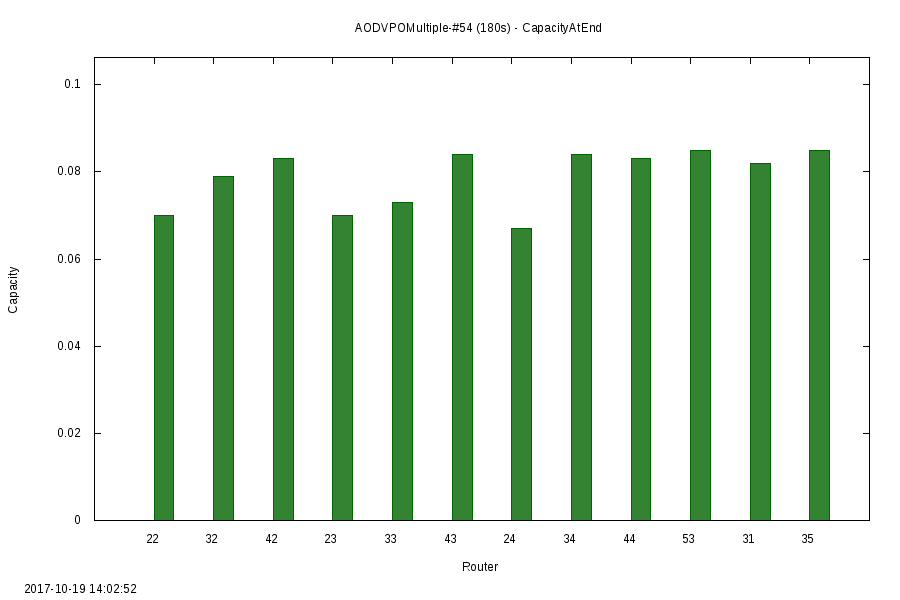 AODVPOMultiple-#54 (180s) - CapacityAtEnd
0.1
0.08
0.06
0.04
0.02
0
Capacity
22 32 42 23 33 43 24 34 44 53 31 35
Router
2017-10-19 14:02:52